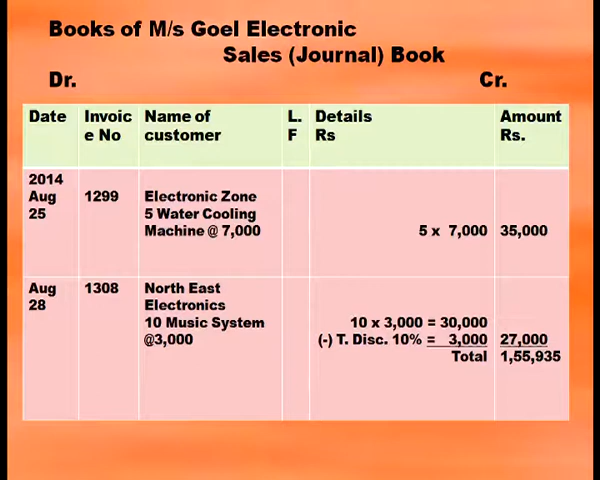 Books of M/s Goel Electronic
Sales (Journal) Book
Dr. Cr.
Date Invoic e No Name of customer L. F Details Rs Amount Rs.
2014
Aug 25 1299 Electronic Zone
5 Water Cooling
Machine @ 7,000 5 x 7,000 35,000
Aug 28 1308 North East
Electronics
10 Music System 10 x 3,000 = 30,000
@3,000 (-) T. Disc. 10% = 3,000 27,000
Total 1,55,935